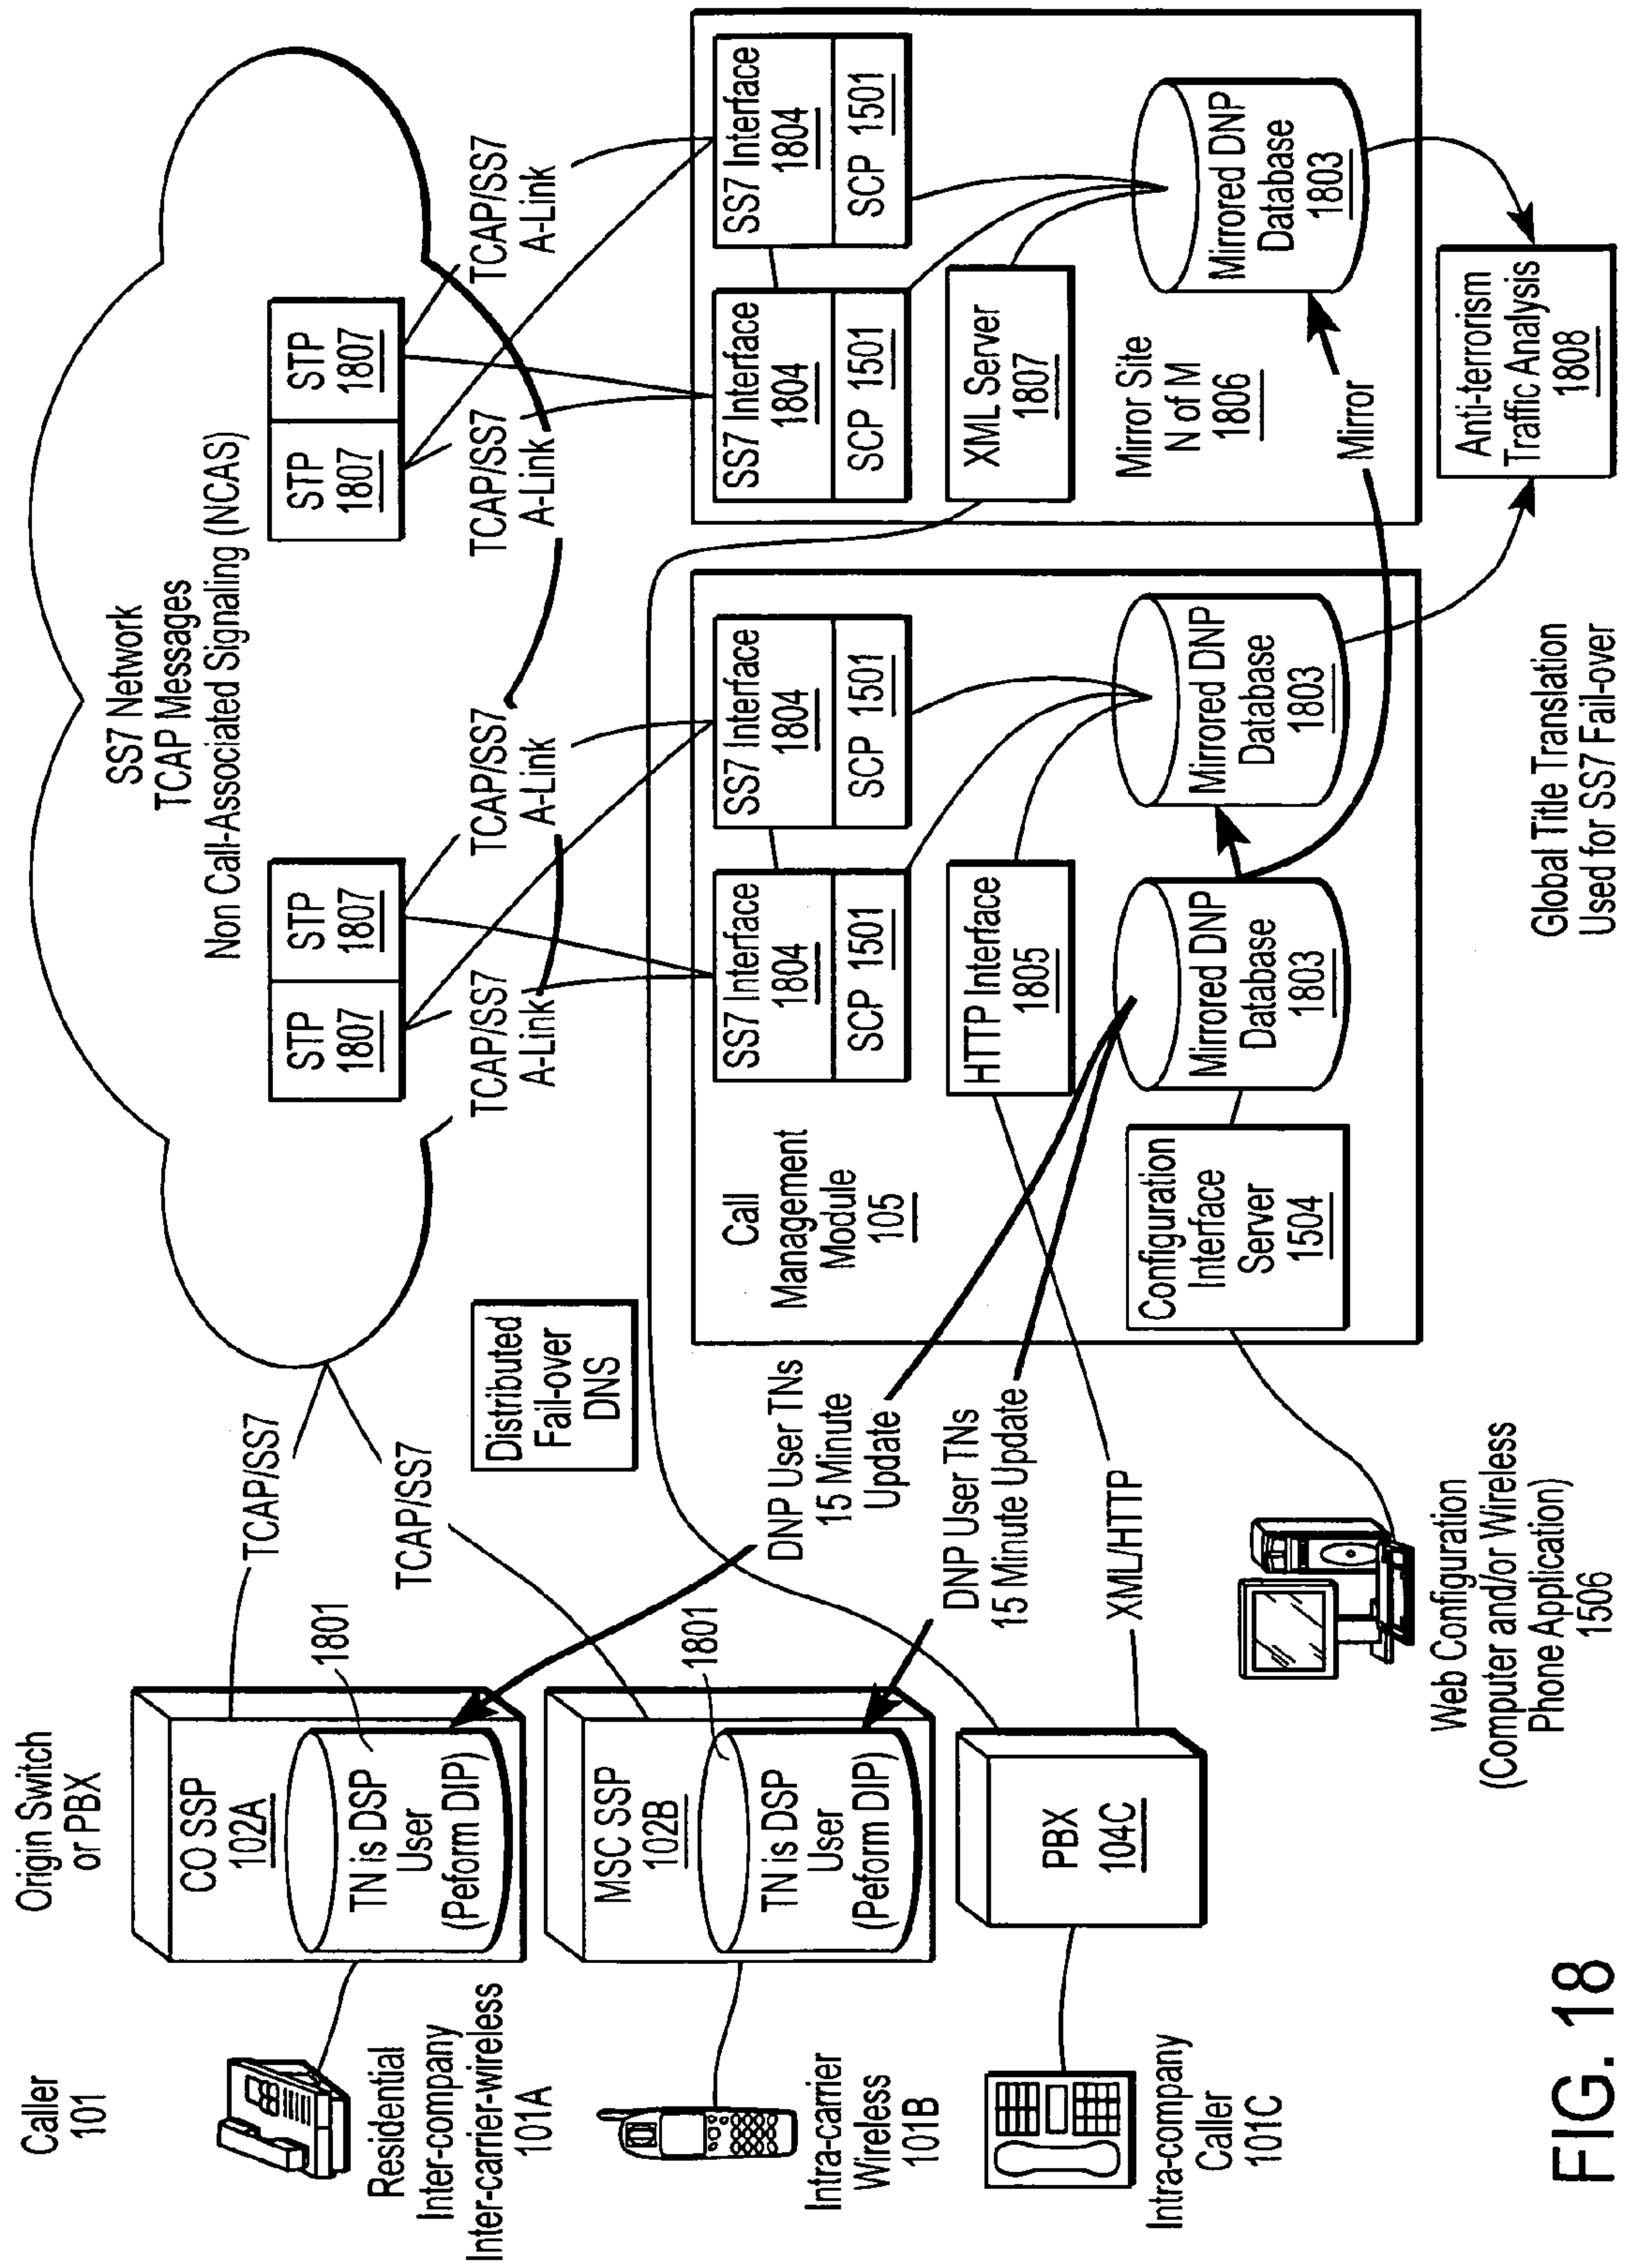 Caller
101
Origin Switch
or PBX
Residential
Inter-company
Inter-carrier-wireless
101A
CO SSP
102A
TN is DSP
User
(Peform DIP)
1801
TCAP/SS7
TCAP/SS7
Intra-carrier
Wireless
101B
MSC SSP
102B
TN is DSP
User
(Peform DIP)
1801
Intra-company
Caller
101C
PBX
104C
Distributed
Fail-over
DNS
DNP User TNs
15 Minute
Update
DNP User TNs
15 Minute Update
XML/HTTP
Web Configuration
(Computer and/or Wireless
Phone Application)
1506
SS7 Network
TCAP Messages
Non Call-Associated Signaling (NCAS)
STP
1807
STP
1807
STP
1807
STP
1807
TCAP/SS7
A-Link
TCAP/SS7
A-Link
TCAP/SS7
A-Link
TCAP/SS7
A-Link
Call
Management
Module
105
SS7 Interface
1804
SCP 1501
SS7 Interface
1804
SCP 1501
HTTP Interface
1805
Configuration
Interface
Server
1504
Mirrored DNP
Database
1803
Mirrored DNP
Database
1803
SS7 Interface
1804
SCP 1501
SS7 Interface
1804
SCP 1501
XML Server
1807
Mirror Site
N of M
1806
Mirrored DNP
Database
1803
Mirror
Anti-terrorism
Traffic Analysis
1808
Global Title Translation
Used for SS7 Fail-over
FIG. 18